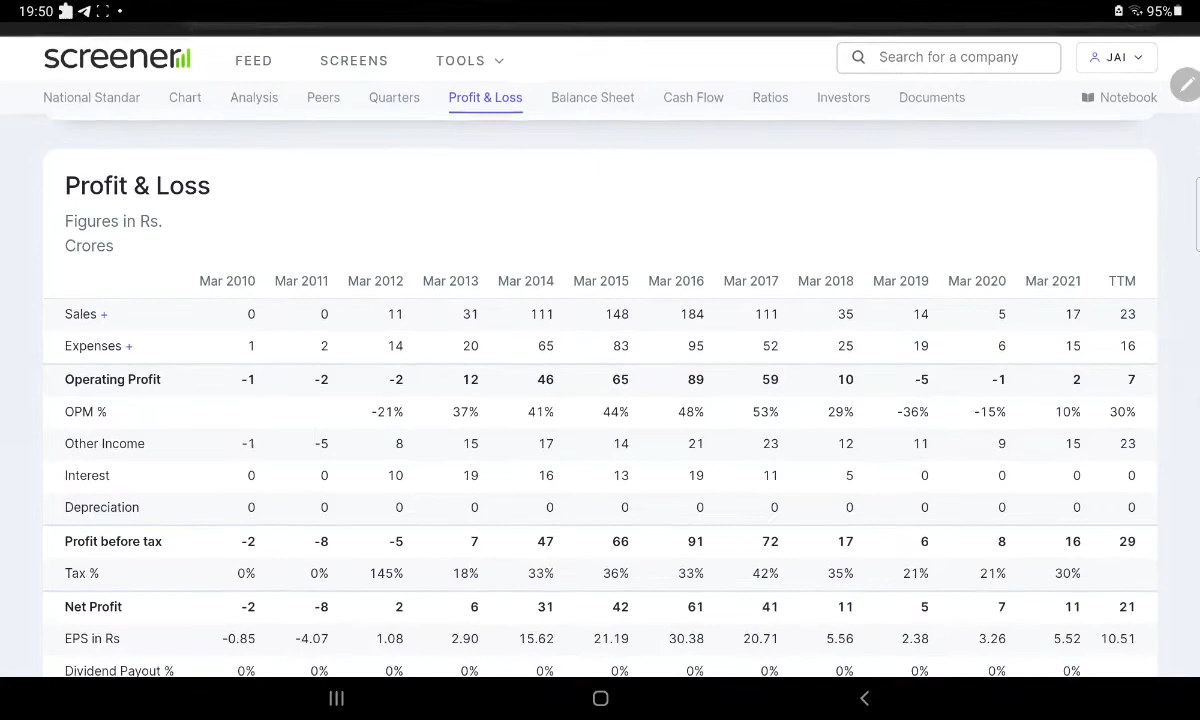 19:50 95%
screener FEED SCREENS TOOLS Search for a company JAI
National Standar Chart Analysis Peers Quarters Profit & Loss Balance Sheet Cash Flow Ratios Investors Documents Notebook
Profit & Loss
Figures in Rs.
Crores
Mar 2010 Mar 2011 Mar 2012 Mar 2013 Mar 2014 Mar 2015 Mar 2016 Mar 2017 Mar 2018 Mar 2019 Mar 2020 Mar 2021 TTM
Sales + 0 0 11 31 111 148 184 111 35 14 5 17 23
Expenses + 1 2 14 20 65 83 95 52 25 19 6 15 16
Operating Profit -1 -2 -2 12 46 65 89 59 10 -5 -1 2 7
OPM % -21% 37% 41% 44% 48% 53% 29% -36% -15% 10% 30%
Other Income -1 -5 8 15 17 14 21 23 12 11 9 15 23
Interest 0 0 10 19 16 13 19 11 5 0 0 0 0
Depreciation 0 0 0 0 0 0 0 0 0 0 0 0 0
Profit before tax -2 -8 -5 7 47 66 91 72 17 6 8 16 29
Tax % 0% 0% 145% 18% 33% 36% 33% 42% 35% 21% 21% 30%
Net Profit -2 -8 2 6 31 42 61 41 11 5 7 11 21
EPS in Rs -0.85 -4.07 1.08 2.90 15.62 21.19 30.38 20.71 5.56 2.38 3.26 5.52 10.51
Dividend Payout % 0% 0% 0% 0% 0% 0% 0% 0% 0% 0% 0% 0%